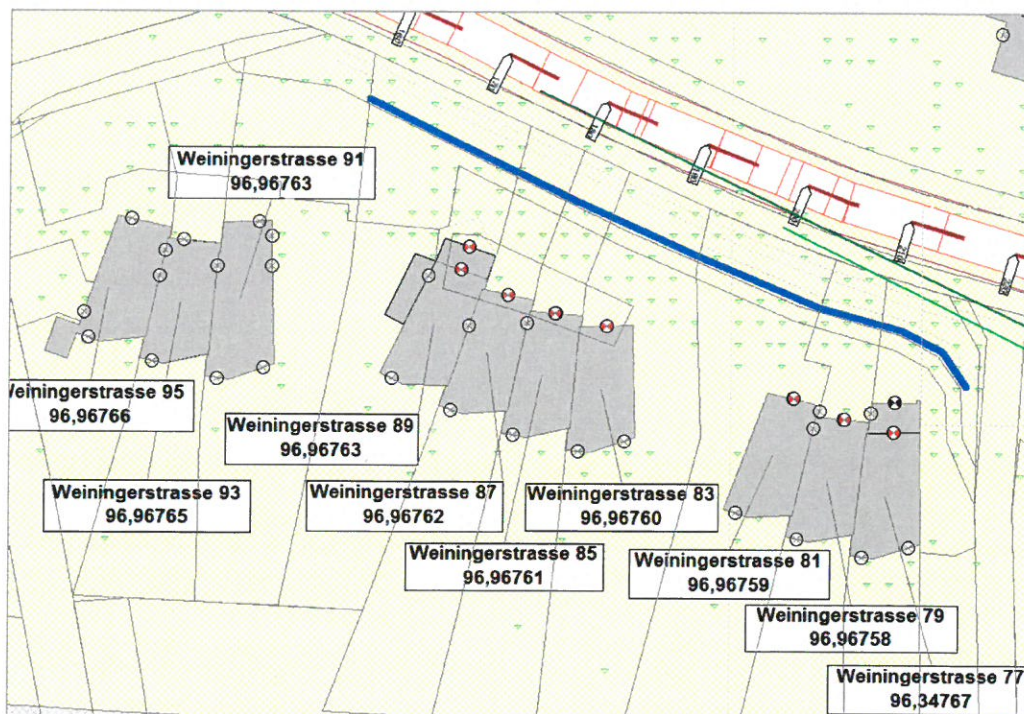 Weiningerstrasse 91
96,96763
Weiningerstrasse 95
96,96766
Weiningerstrasse 89
96,96763
Weiningerstrasse 93
96,96765
Weiningerstrasse 87
96,96762
Weiningerstrasse 83
96,96760
Weiningerstrasse 85
96,96761
Weiningerstrasse 81
96,96759
Weiningerstrasse 79
96,96758
Weiningerstrasse 77
96,34767